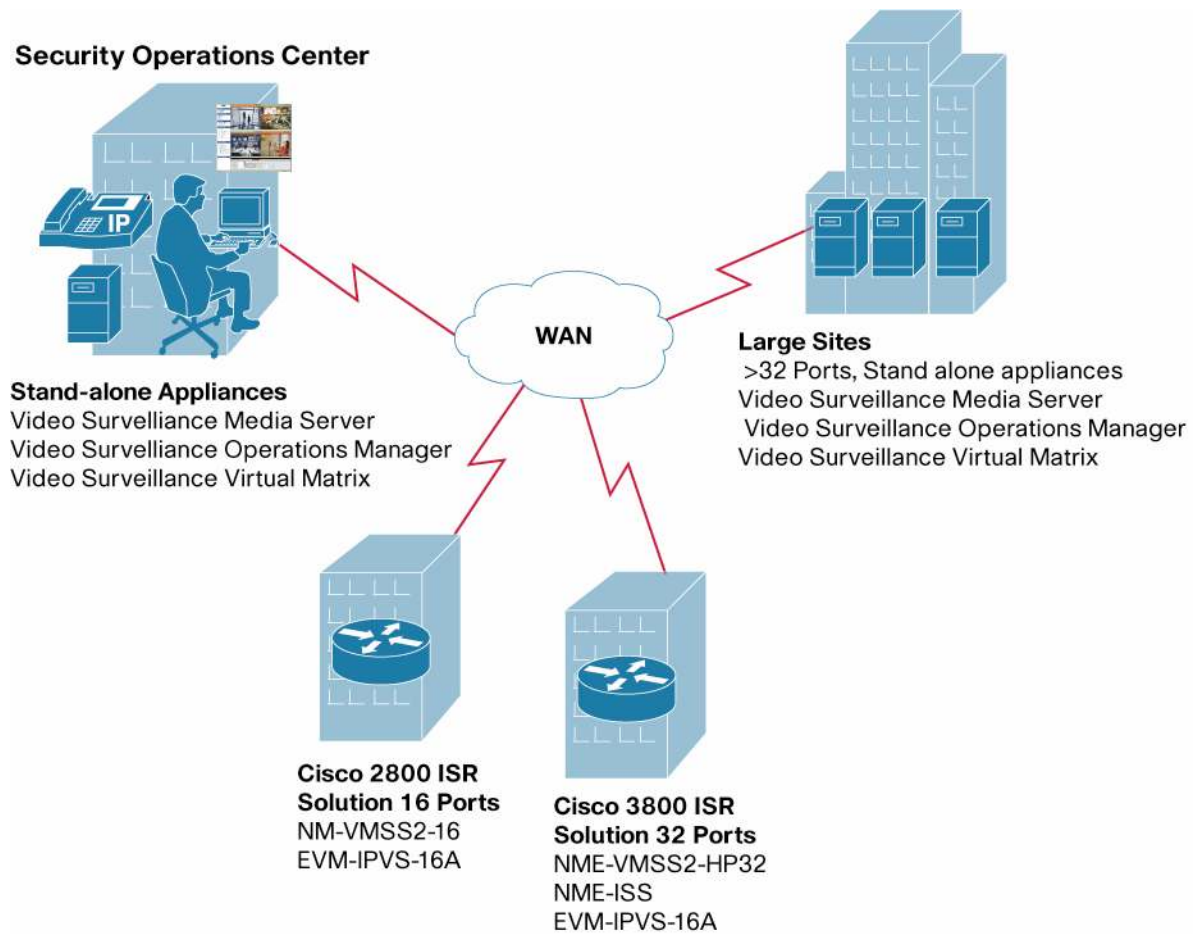 Security Operations Center
IP
WAN
Stand-alone Appliances
Video Survelliance Media Server
Video Survelliance Operations Manager
Video Surveillance Virtual Matrix
Large Sites
>32 Ports, Stand alone appliances
Video Surveillance Media Server
Video Surveillance Operations Manager
Video Surveillance Virtual Matrix
Cisco 2800 ISR
Solution 16 Ports
NM-VMSS2-16
EVM-IPVS-16A
Cisco 3800 ISR
Solution 32 Ports
NME-VMSS2-HP32
NME-ISS
EVM-IPVS-16A